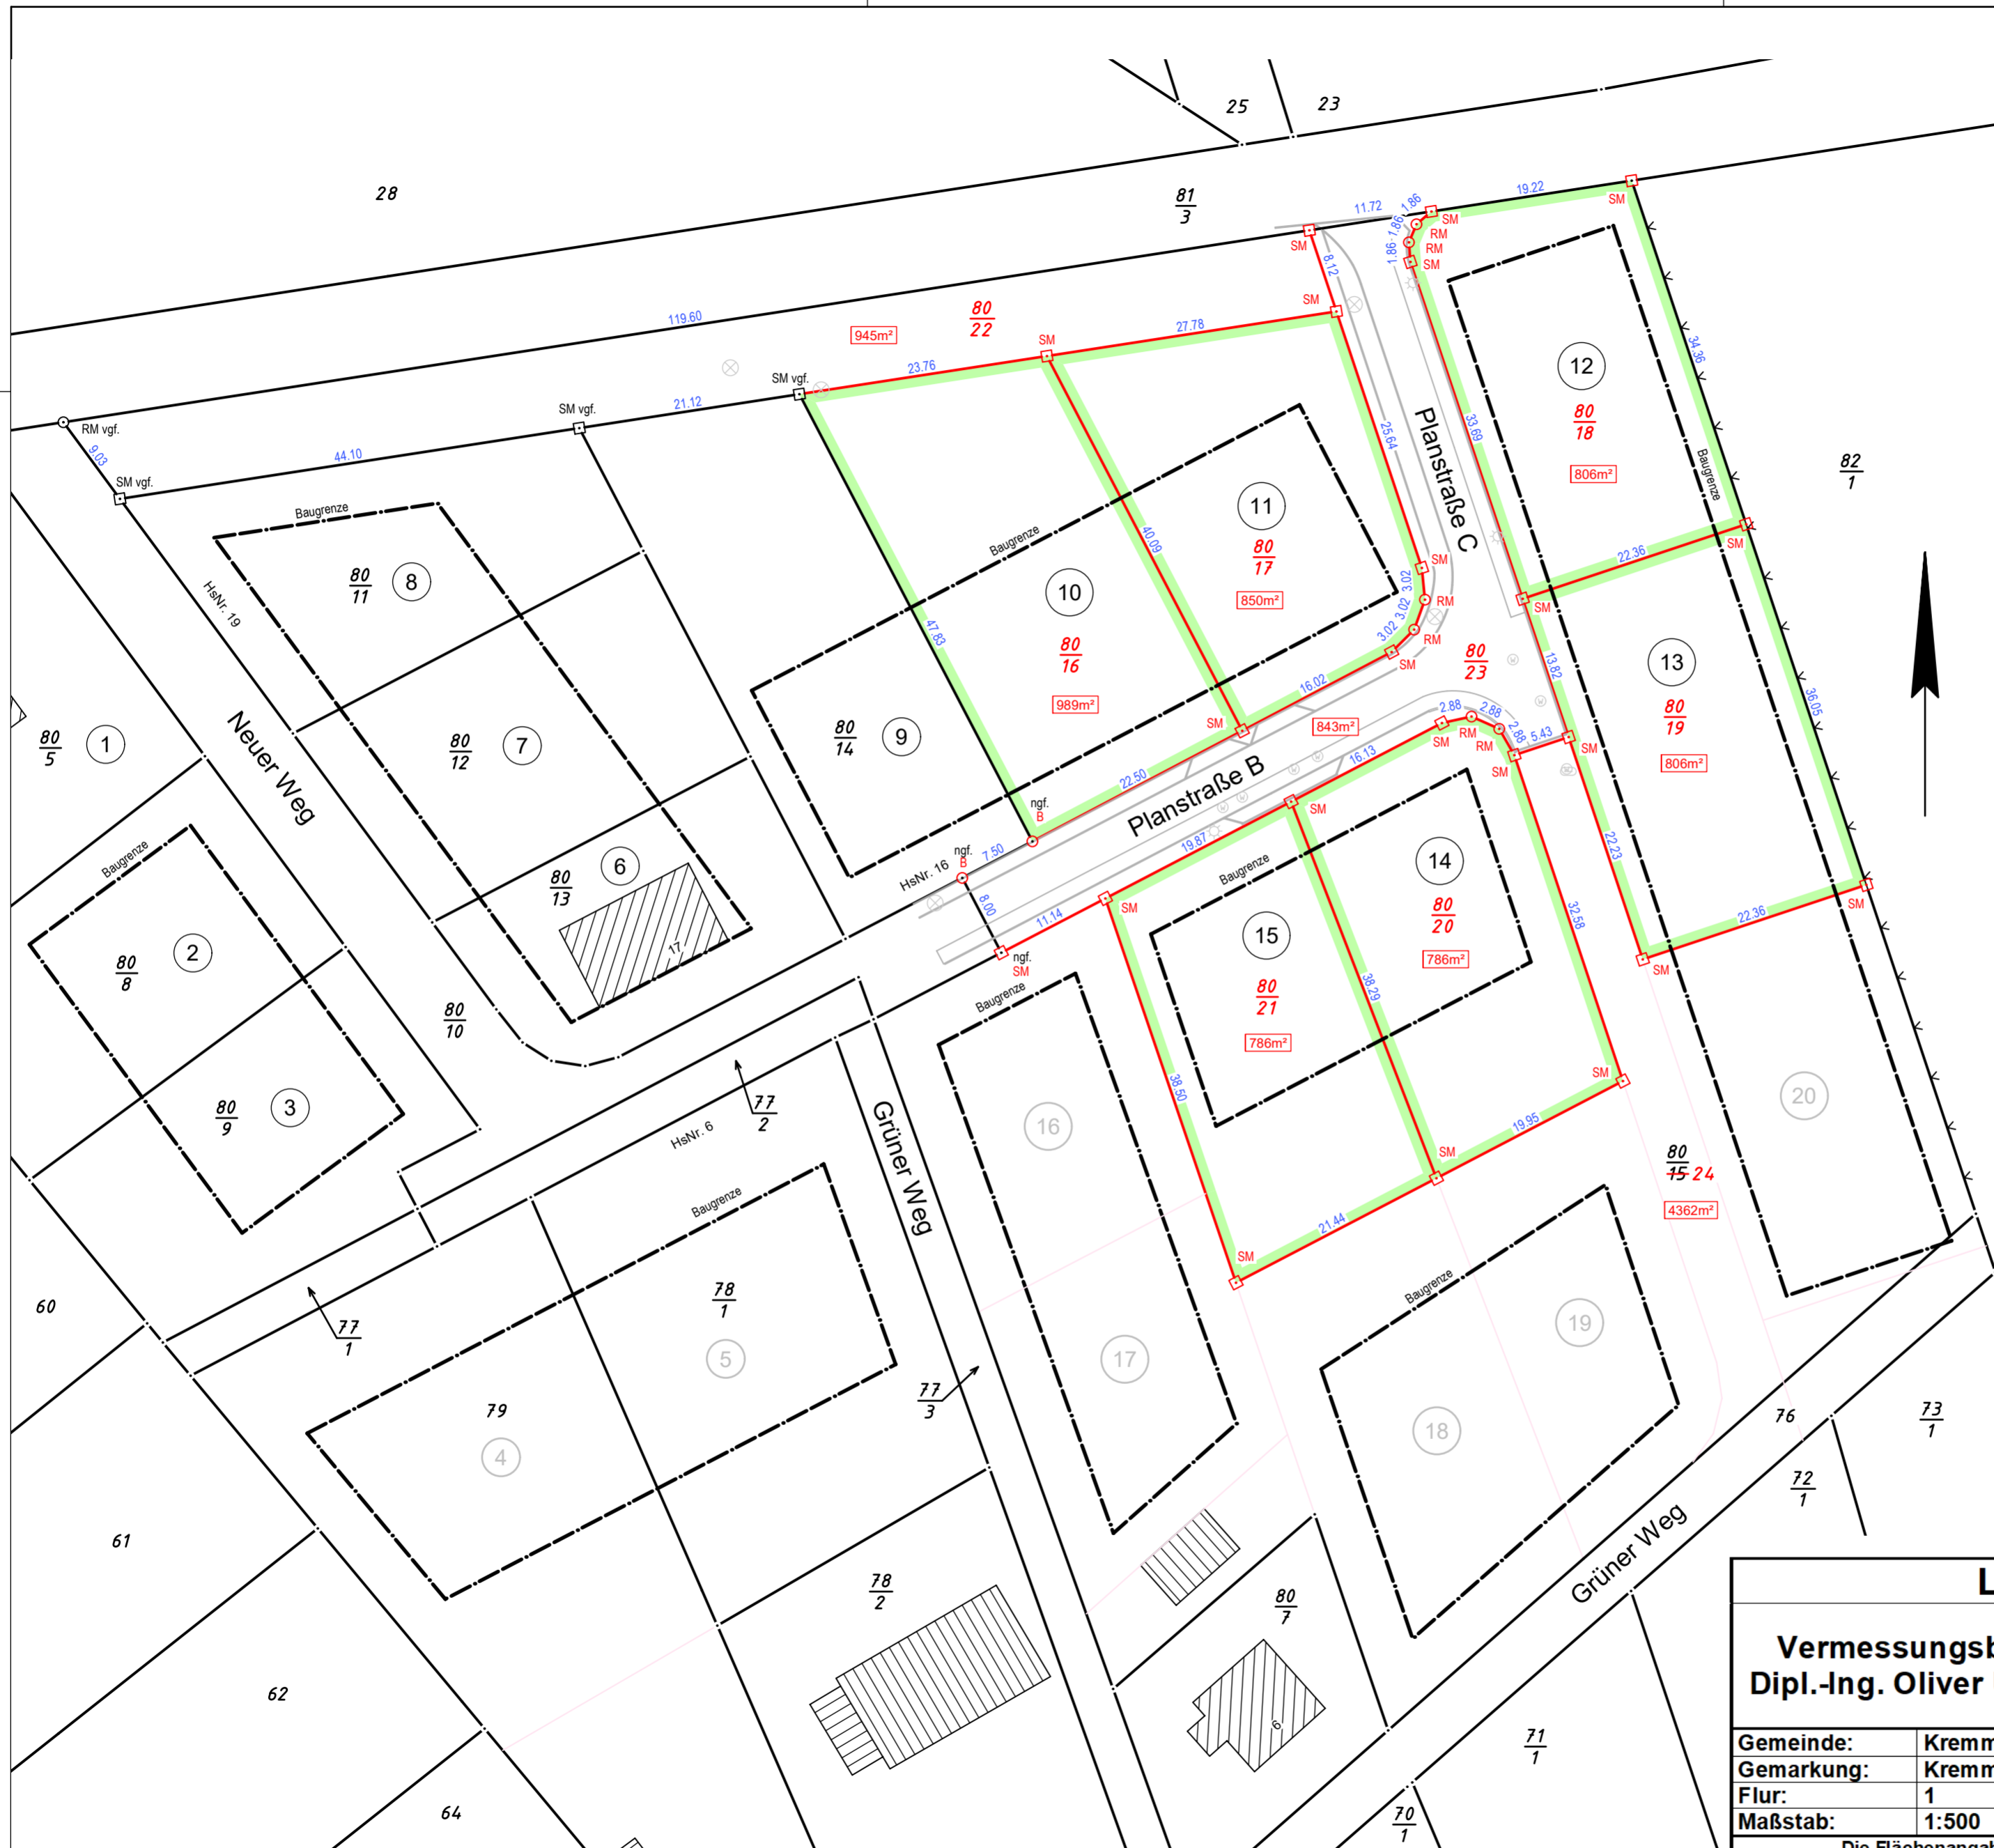 25
23
28
81
3
11.72
1.86
1.86
1.86
19.22
SM
SM
RM
RM
SM
SM
8.12
SM
80
22
945m²
119.60
27.78
SM
23.76
SM vgf.
21.12
SM vgf.
44.10
RM vgf.
9.03
SM vgf.
Baugrenze
HsNr. 19
80
11
8
12
80
18
806m²
Baugrenze
34.36
82
1
33.69
Planstraße C
25.64
11
80
17
850m²
Baugrenze
40.09
10
80
16
989m²
47.83
SM
3.02
RM
3.02
RM
3.02
SM
16.02
22.36
SM
SM
80
23
13.82
13
80
19
806m²
36.05
80
5
1
Neuer Weg
80
12
7
80
14
9
SM
843m²
2.88
2.88
2.88
5.43
SM
RM
RM
SM
SM
16.13
22.50
Planstraße B
ngf.
B
7.50
ngf.
B
HsNr. 16
8.00
11.14
ngf.
SM
19.87
SM
SM
Baugrenze
14
80
20
786m²
32.58
22.23
22.36
SM
SM
Baugrenze
80
13
6
17
2
80
8
80
10
80
9
3
15
80
21
786m²
38.29
38.50
Baugrenze
16
SM
19.95
SM
21.44
SM
20
80
15 24
4362m²
77
2
HsNr. 6
Grüner Weg
Baugrenze
78
1
5
77
1
60
79
4
77
3
17
Baugrenze
19
18
76
73
1
72
1
61
78
2
80
7
6
Grüner Weg
62
64
71
1
70
1
L
Vermessungsb
Dipl.-Ing. Oliver
Gemeinde: Kremm
Gemarkung: Kremm
Flur: 1
Maßstab: 1:500
Die Flächenangab